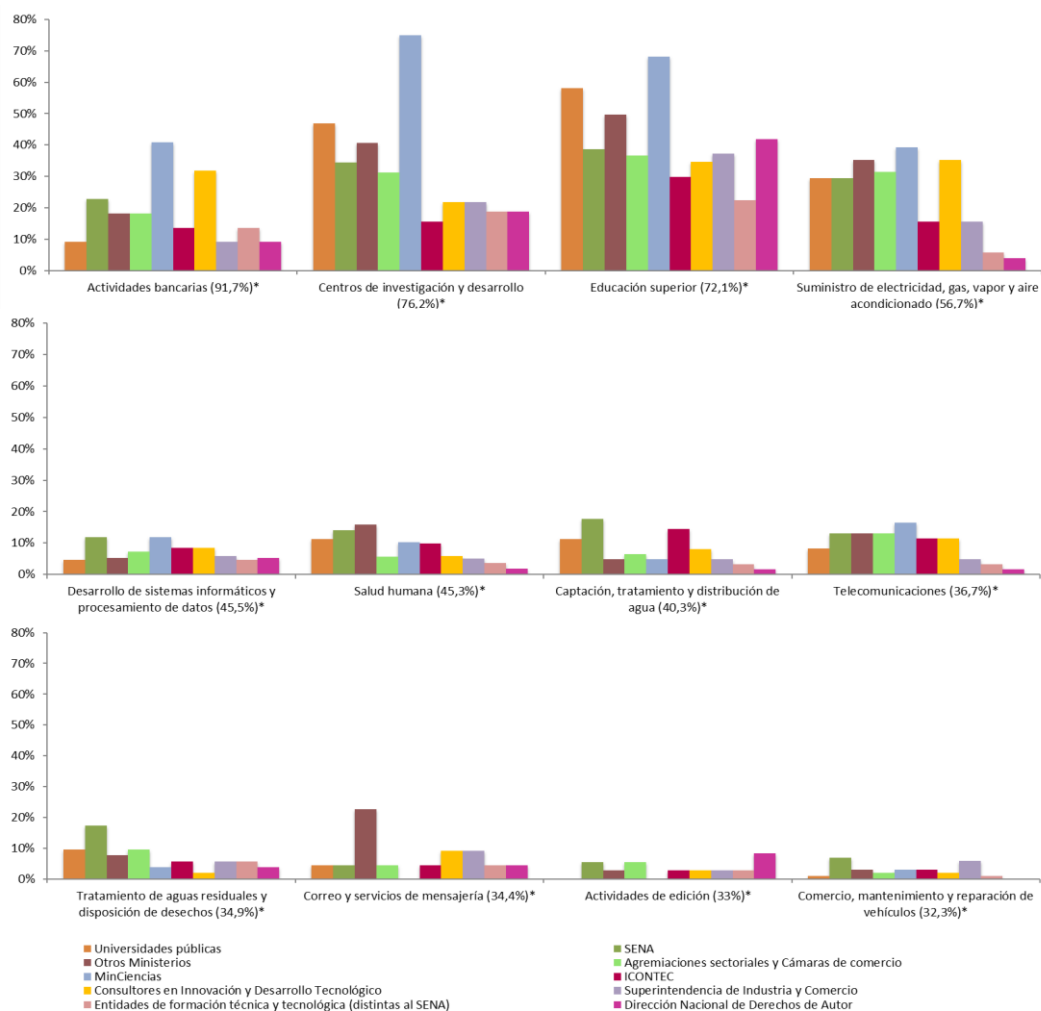 80%
70%
60%
50%
40%
30%
20%
10%
0%
Actividades bancarias (91,7%)*
Centros de investigación y desarrollo
(76,2%)*
Educación superior (72,1%)*
Suministro de electricidad, gas, vapor y aire
acondicionado (56,7%)*
80%
70%
60%
50%
40%
30%
20%
10%
0%
Desarrollo de sistemas informáticos y
procesamiento de datos (45,5%)*
Salud humana (45,3%)*
Captación, tratamiento y distribución de
agua (40,3%)*
Telecomunicaciones (36,7%)*
80%
70%
60%
50%
40%
30%
20%
10%
0%
Tratamiento de aguas residuales y
disposición de desechos (34,9%)*
Correo y servicios de mensajería (34,4%)*
Actividades de edición (33%)*
Comercio, mantenimiento y reparación de
vehículos (32,3%)*
Universidades públicas
SENA
Otros Ministerios
Agremiaciones sectoriales y Cámaras de comercio
MinCiencias
ICONTEC
Consultores en Innovación y Desarrollo Tecnológico
Superintendencia de Industria y Comercio
Entidades de formación técnica y tecnológica (distintas al SENA)
Dirección Nacional de Derechos de Autor